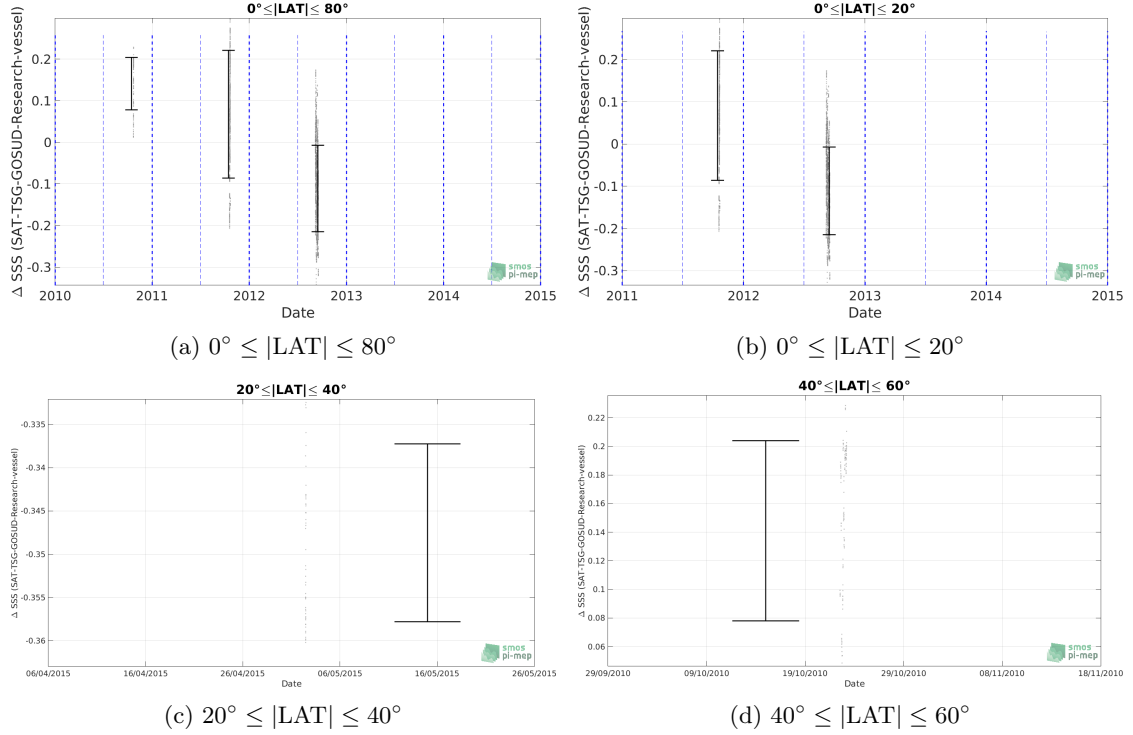 0°≤|LAT|≤ 80°
Δ SSS (SAT-TSG-GOSUD-Research-vessel)
0.2
0.1
0
-0.1
-0.2
-0.3
2010 2011 2012 2013 2014 2015
Date
smos
pi-mep
(a) 0° ≤ |LAT| ≤ 80°
0°≤|LAT|≤ 20°
Δ SSS (SAT-TSG-GOSUD-Research-vessel)
0.2
0.1
0
-0.1
-0.2
-0.3
2011 2012 2013 2014 2015
Date
smos
pi-mep
(b) 0° ≤ |LAT| ≤ 20°
20°≤|LAT|≤ 40°
Δ SSS (SAT-TSG-GOSUD-Research-vessel)
-0.335
-0.34
-0.345
-0.35
-0.355
-0.36
06/04/2015 16/04/2015 26/04/2015 06/05/2015 16/05/2015 26/05/2015
Date
smos
pi-mep
(c) 20° ≤ |LAT| ≤ 40°
40°≤|LAT|≤ 60°
Δ SSS (SAT-TSG-GOSUD-Research-vessel)
0.22
0.2
0.18
0.16
0.14
0.12
0.1
0.08
0.06
29/09/2010 09/10/2010 19/10/2010 29/10/2010 08/11/2010 18/11/2010
Date
smos
pi-mep
(d) 40° ≤ |LAT| ≤ 60°